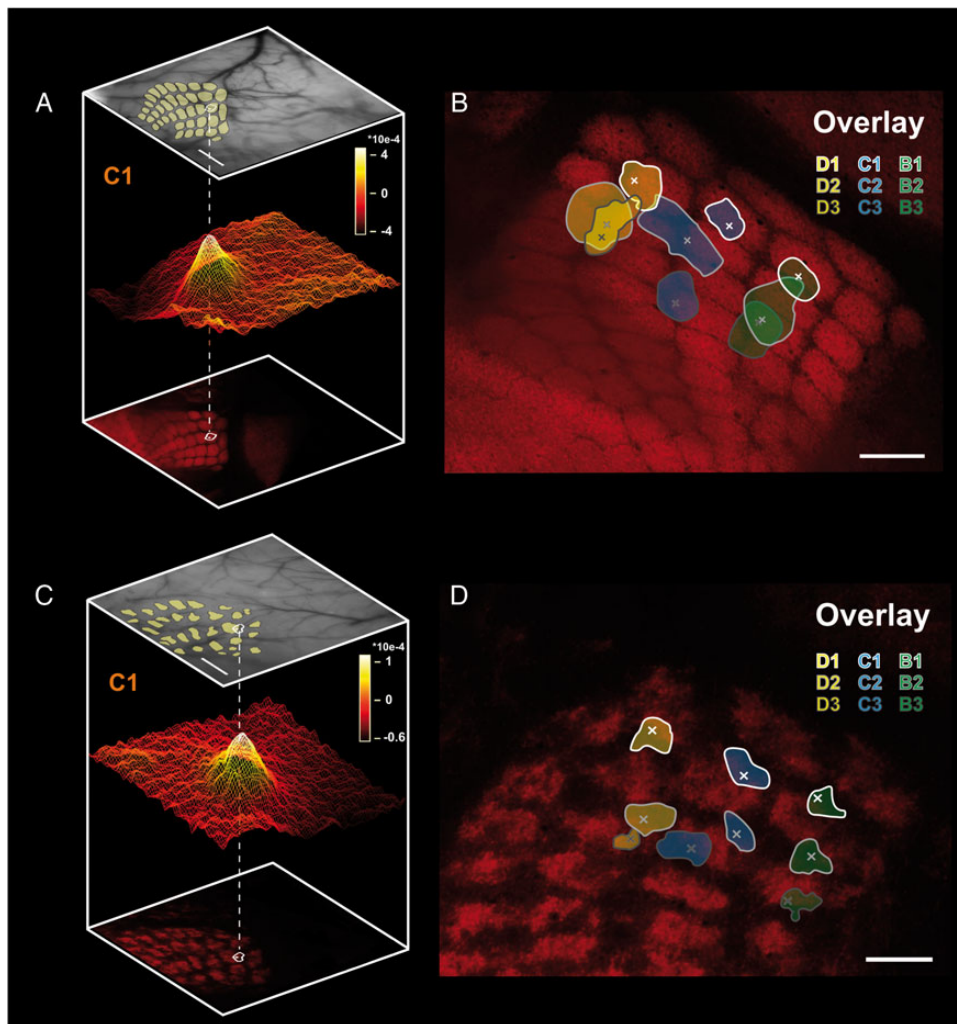 A
*10e-4
4
0
-4
C1
B
Overlay
D1 C1 B1
D2 C2 B2
D3 C3 B3
C
*10e-4
1
0
-0.6
C1
D
Overlay
D1 C1 B1
D2 C2 B2
D3 C3 B3